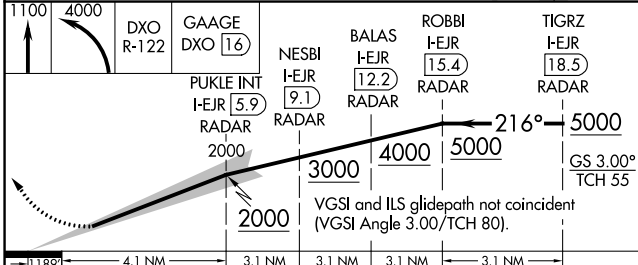 1100
4000
DXO
R-122
GAAGE
DXO 16
PUKLE INT
I-EJR 5.9
RADAR
NESBI
I-EJR
9.1
RADAR
BALAS
I-EJR
12.2
RADAR
ROBBI
I-EJR
15.4
RADAR
TIGRZ
I-EJR
18.5
RADAR
2000
2000
3000
4000
5000
216°
5000
GS 3.00°
TCH 55
VGSI and ILS glidepath not coincident
(VGSI Angle 3.00/TCH 80).
1189'
4.1 NM
3.1 NM
3.1 NM
3.1 NM
3.1 NM